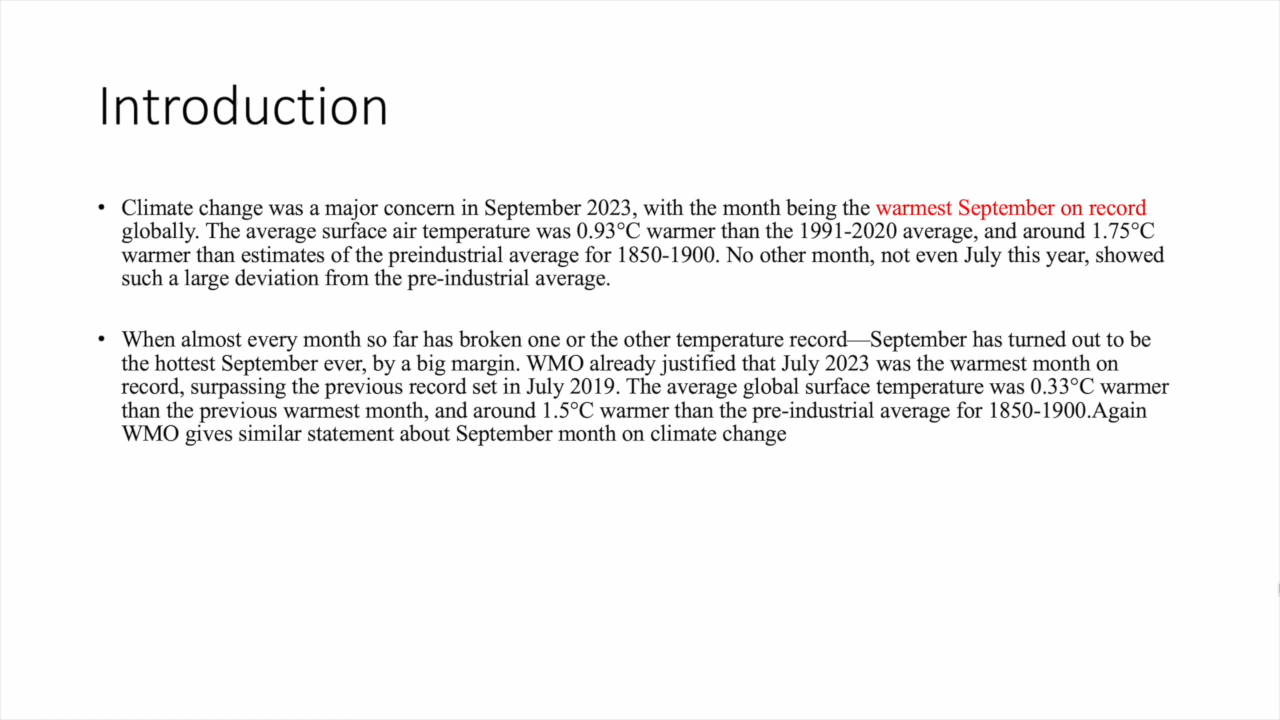 Introduction
• Climate change was a major concern in September 2023, with the month being the warmest September on record
globally. The average surface air temperature was 0.93°C warmer than the 1991-2020 average, and around 1.75°C
warmer than estimates of the preindustrial average for 1850-1900. No other month, not even July this year, showed
such a large deviation from the pre-industrial average.
• When almost every month so far has broken one or the other temperature record—September has turned out to be
the hottest September ever, by a big margin. WMO already justified that July 2023 was the warmest month on
record, surpassing the previous record set in July 2019. The average global surface temperature was 0.33°C warmer
than the previous warmest month, and around 1.5°C warmer than the pre-industrial average for 1850-1900.Again
WMO gives similar statement about September month on climate change